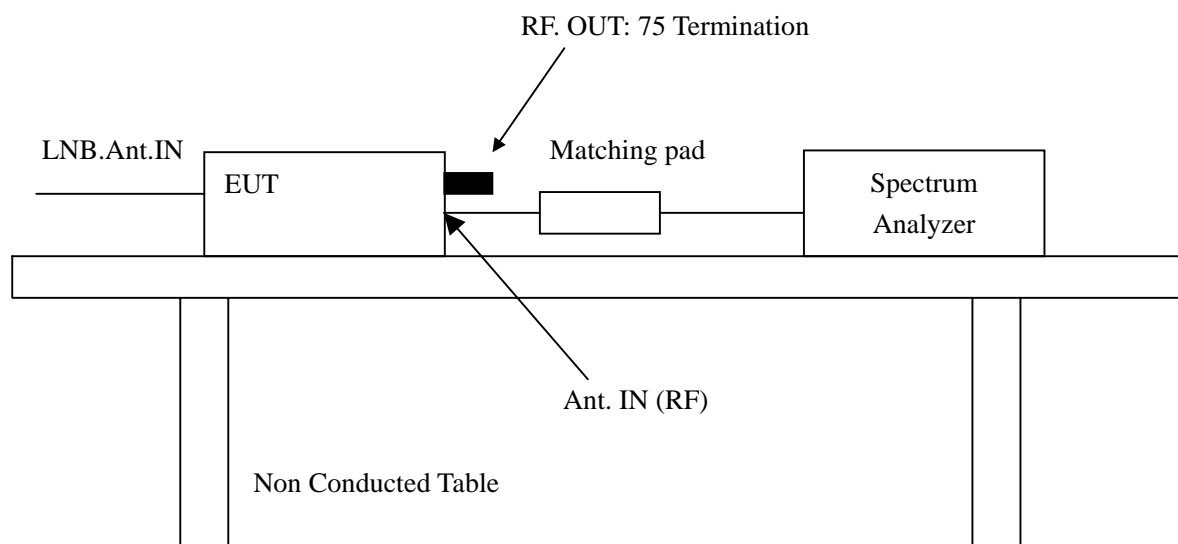 RF. OUT: 75 Termination
LNB.Ant.IN
Matching pad
EUT
Spectrum
Analyzer
Ant. IN (RF)
Non Conducted Table